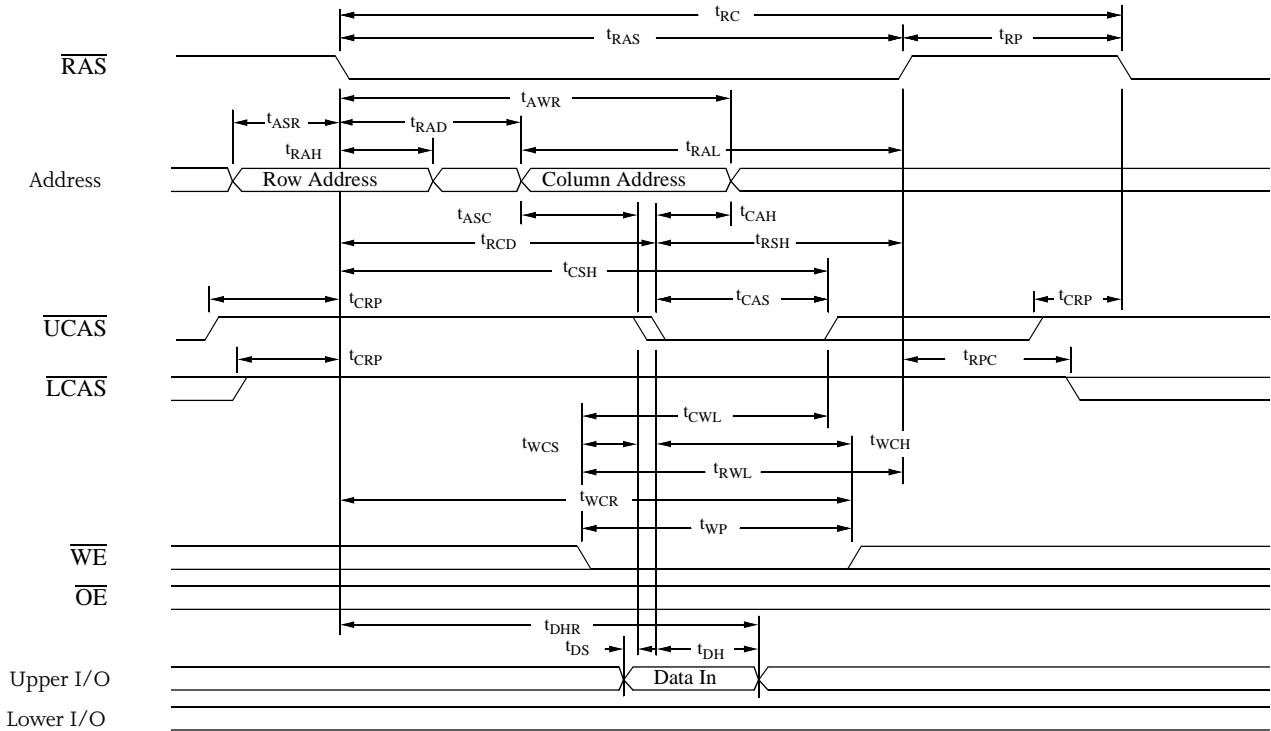 tRC
tRAS tRP
RAS
tAWR
tASR tRAD
tRAH tRAL
Address Row Address Column Address
tASC tCAH
tRCD tRSH
tCSH
tCRP tCAS tCRP
UCAS
tCRP tRPC
LCAS
tCWL
tWCS tWCH
tRWL
tWCR
tWP
WE
OE
tDHR
tDS tDH
Upper I/O Data In
Lower I/O